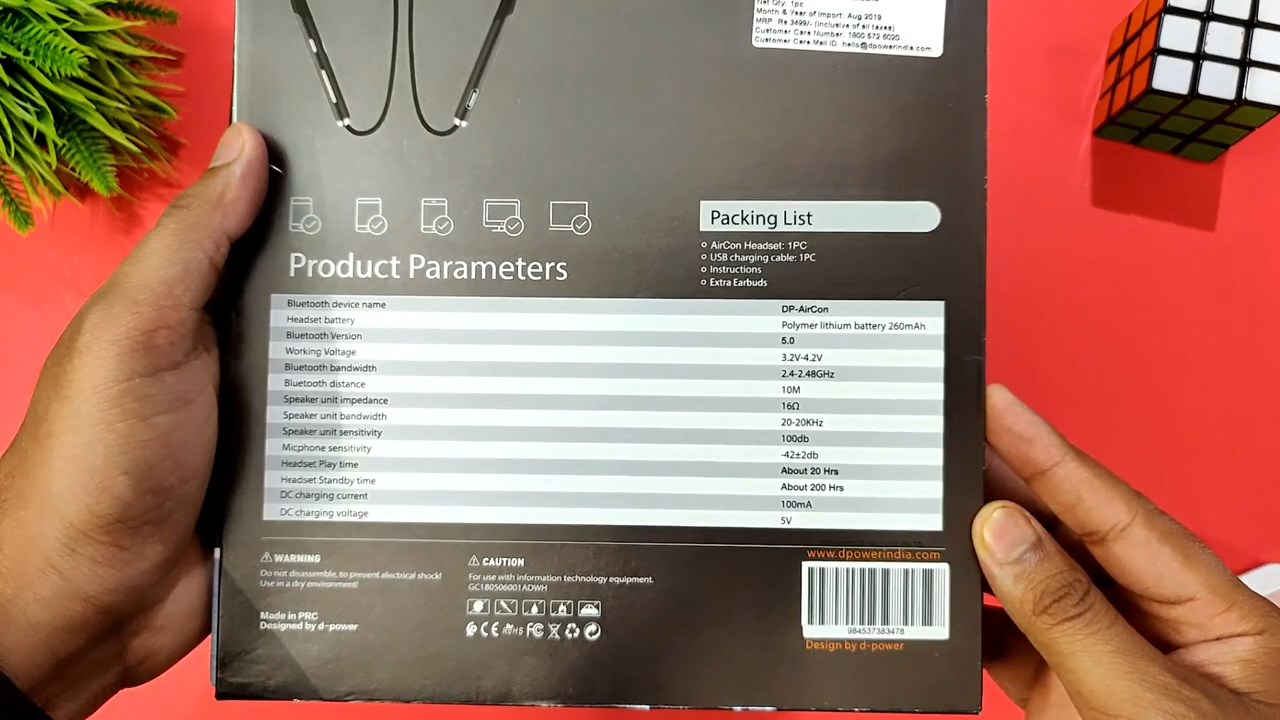 Net Qty: 1pc
Month & Year of Import: Aug 2019
MRP Rs 3499/- (inclusive of all taxes)
Customer Care Number: 1800 572 6020
Customer Care Mail ID: hello@dpowerindia.com
Packing List
AirCon Headset: 1PC
USB charging cable: 1PC
Instructions
Extra Earbuds
Product Parameters
Bluetooth device name DP-AirCon
Headset battery Polymer lithium battery 260mAh
Bluetooth Version 5.0
Working Voltage 3.2V-4.2V
Bluetooth bandwidth 2.4-2.48GHz
Bluetooth distance 10M
Speaker unit impedance 16Ω
Speaker unit bandwidth 20-20KHz
Speaker unit sensitivity 100db
Micphone sensitivity -42±2db
Headset Play time About 20 Hrs
Headset Standby time About 200 Hrs
DC charging current 100mA
DC charging voltage 5V
WARNING
Do not disassemble, to prevent electrical shock!
Use in a dry environment!
Made in PRC
Designed by d-power
CAUTION
For use with information technology equipment.
GC180506001ADWH
CE RoHS FC
www.dpowerindia.com
984537383478
Design by d-power